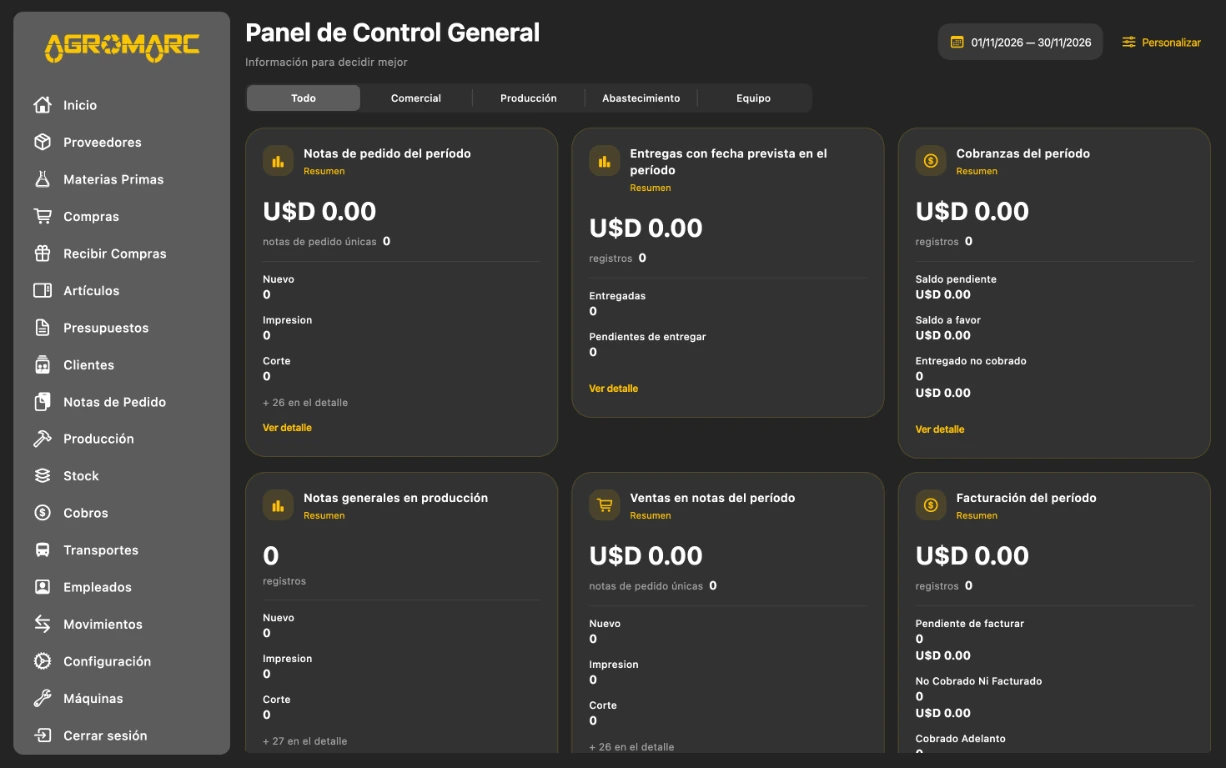 AGROMARC
Inicio
Proveedores
Materias Primas
Compras
Recibir Compras
Artículos
Presupuestos
Clientes
Notas de Pedido
Producción
Stock
Cobros
Transportes
Empleados
Movimientos
Configuración
Máquinas
Cerrar sesión
Panel de Control General
Información para decidir mejor
01/11/2026 — 30/11/2026
Personalizar
Todo
Comercial
Producción
Abastecimiento
Equipo
Notas de pedido del período
Resumen
U$D 0.00
notas de pedido únicas 0
Nuevo
0
Impresion
0
Corte
0
+ 26 en el detalle
Ver detalle
Entregas con fecha prevista en el
período
Resumen
U$D 0.00
registros 0
Entregadas
0
Pendientes de entregar
0
Ver detalle
Cobranzas del período
Resumen
U$D 0.00
registros 0
Saldo pendiente
U$D 0.00
Saldo a favor
U$D 0.00
Entregado no cobrado
0
U$D 0.00
Ver detalle
Notas generales en producción
Resumen
0
registros
Nuevo
0
Impresion
0
Corte
0
+ 27 en el detalle
Ventas en notas del período
Resumen
U$D 0.00
notas de pedido únicas 0
Nuevo
0
Impresion
0
Corte
0
+ 26 en el detalle
Facturación del período
Resumen
U$D 0.00
registros 0
Pendiente de facturar
0
U$D 0.00
No Cobrado Ni Facturado
0
U$D 0.00
Cobrado Adelanto